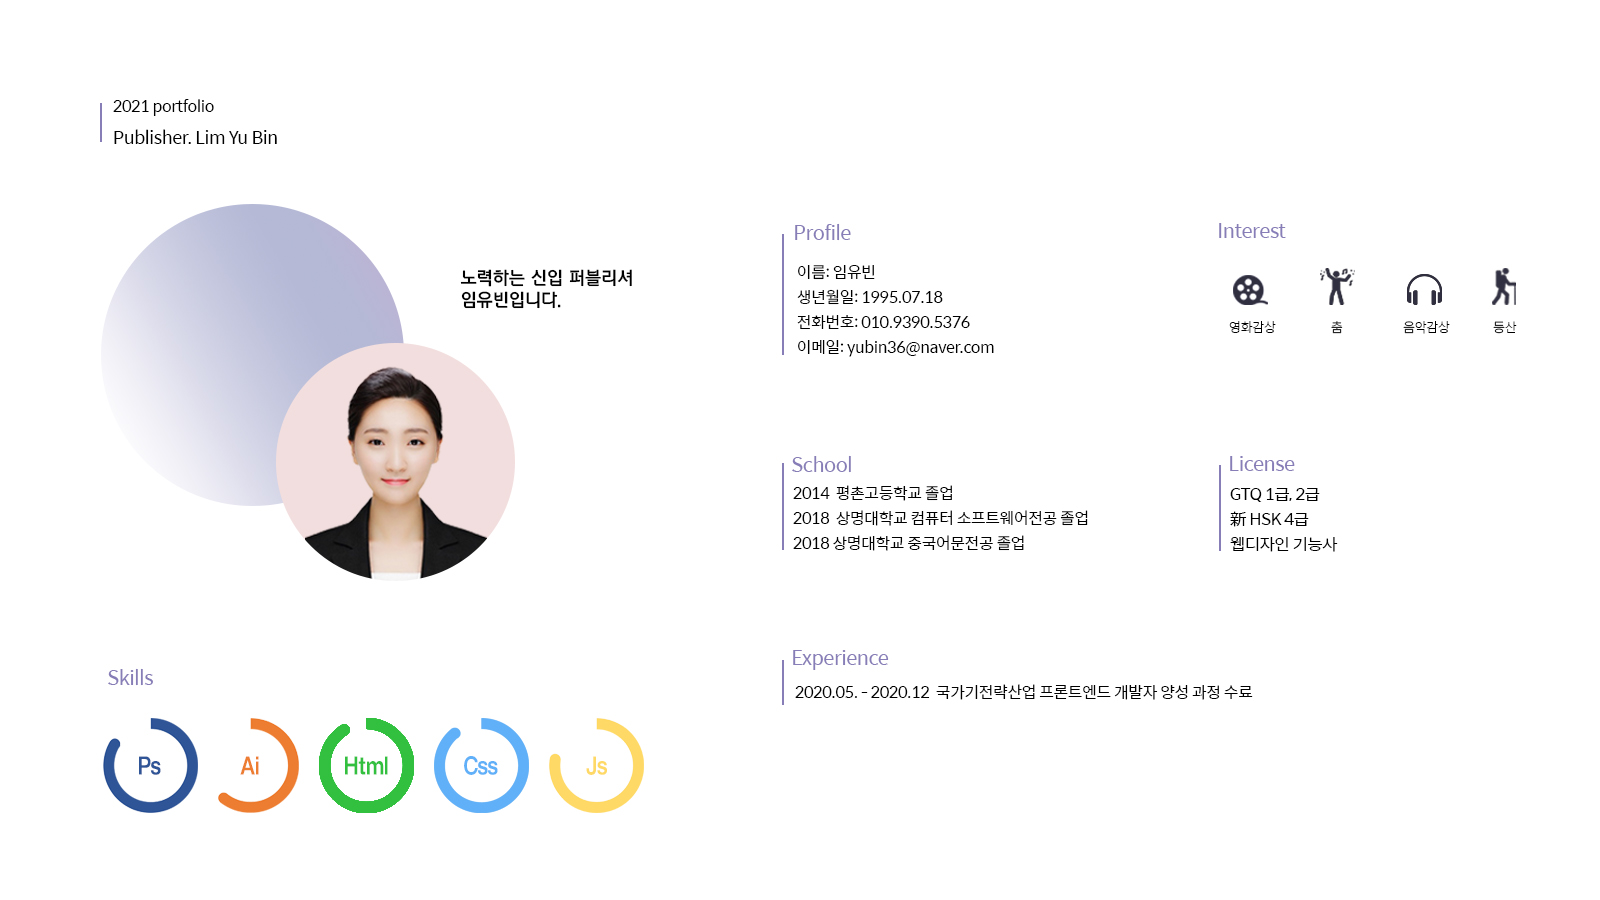 2021 portfolio
Publisher. Lim Yu Bin
노력하는 신입 퍼블리셔
임유빈입니다.
Profile
이름: 임유빈
생년월일: 1995.07.18
전화번호: 010.9390.5376
이메일: yubin36@naver.com
Interest
영화감상
춤
음악감상
등산
School
2014 평촌고등학교 졸업
2018 상명대학교 컴퓨터 소프트웨어전공 졸업
2018 상명대학교 중국어문전공 졸업
License
GTQ 1급, 2급
新 HSK 4급
웹디자인 기능사
Experience
2020.05. - 2020.12 국가기전략산업 프론트엔드 개발자 양성 과정 수료
Skills
Ps
Ai
Html
Css
Js